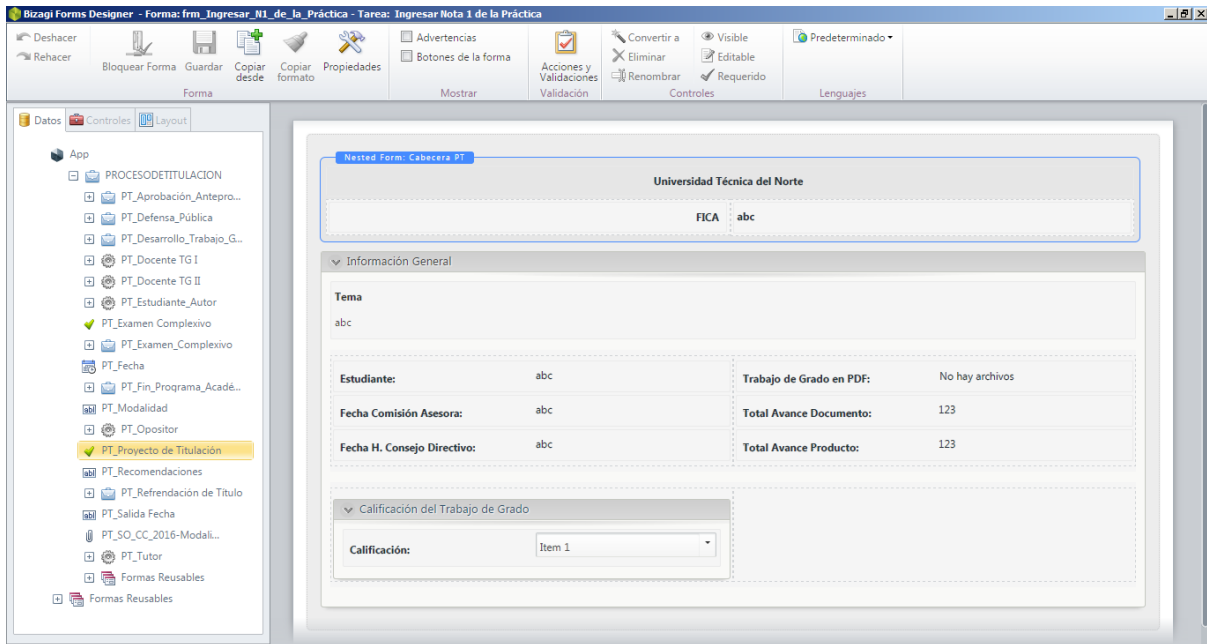 Bizagi Forms Designer - Forma: frm_Ingresar_N1_de_la_Práctica - Tarea: Ingresar Nota 1 de la Práctica
Deshacer
Rehacer
Bloquear Forma
Guardar
Copiar desde
Copiar formato
Propiedades
Forma
Advertencias
Botones de la forma
Mostrar
Acciones y Validaciones
Validación
Convertir a
Eliminar
Renombrar
Visible
Editable
Requerido
Controles
Predeterminado
Lenguajes
Datos Controles Layout
App
PROCESODETITULACION
PT_Aprobación_Antepro...
PT_Defensa_Pública
PT_Desarrollo_Trabajo_G...
PT_Docente TG I
PT_Docente TG II
PT_Estudiante_Autor
PT_Examen Complexivo
PT_Examen_Complexivo
PT_Fecha
PT_Fin_Programa_Acadé...
PT_Modalidad
PT_Opositor
PT_Proyecto de Titulación
PT_Recomendaciones
PT_Refrendación de Título
PT_Salida Fecha
PT_SO_CC_2016-Modali...
PT_Tutor
Formas Reusables
Formas Reusables
Nested Form: Cabecera PT
Universidad Técnica del Norte
FICA abc
Información General
Tema
abc
Estudiante: abc Trabajo de Grado en PDF: No hay archivos
Fecha Comisión Asesora: abc Total Avance Documento: 123
Fecha H. Consejo Directivo: abc Total Avance Producto: 123
Calificación del Trabajo de Grado
Calificación: Item 1